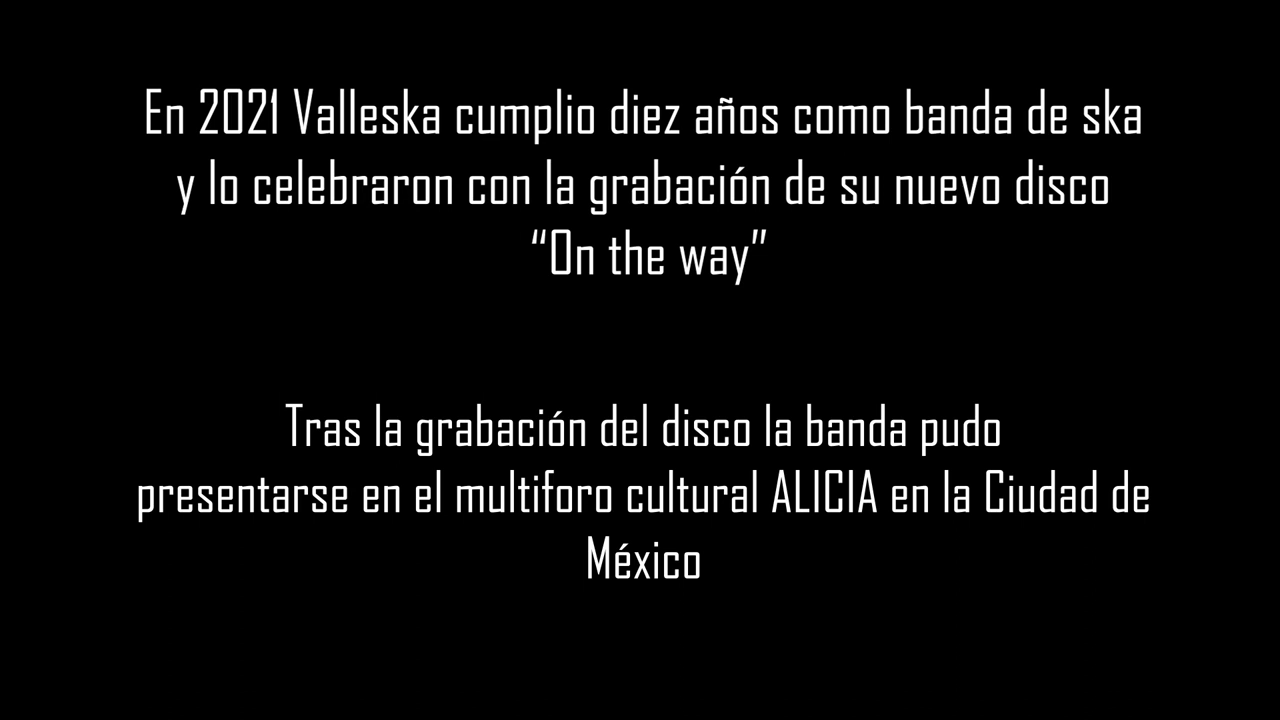 En 2021 Valleska cumplio diez años como banda de ska
y lo celebraron con la grabación de su nuevo disco
“On the way”
Tras la grabación del disco la banda pudo
presentarse en el multiforo cultural ALICIA en la Ciudad de
México